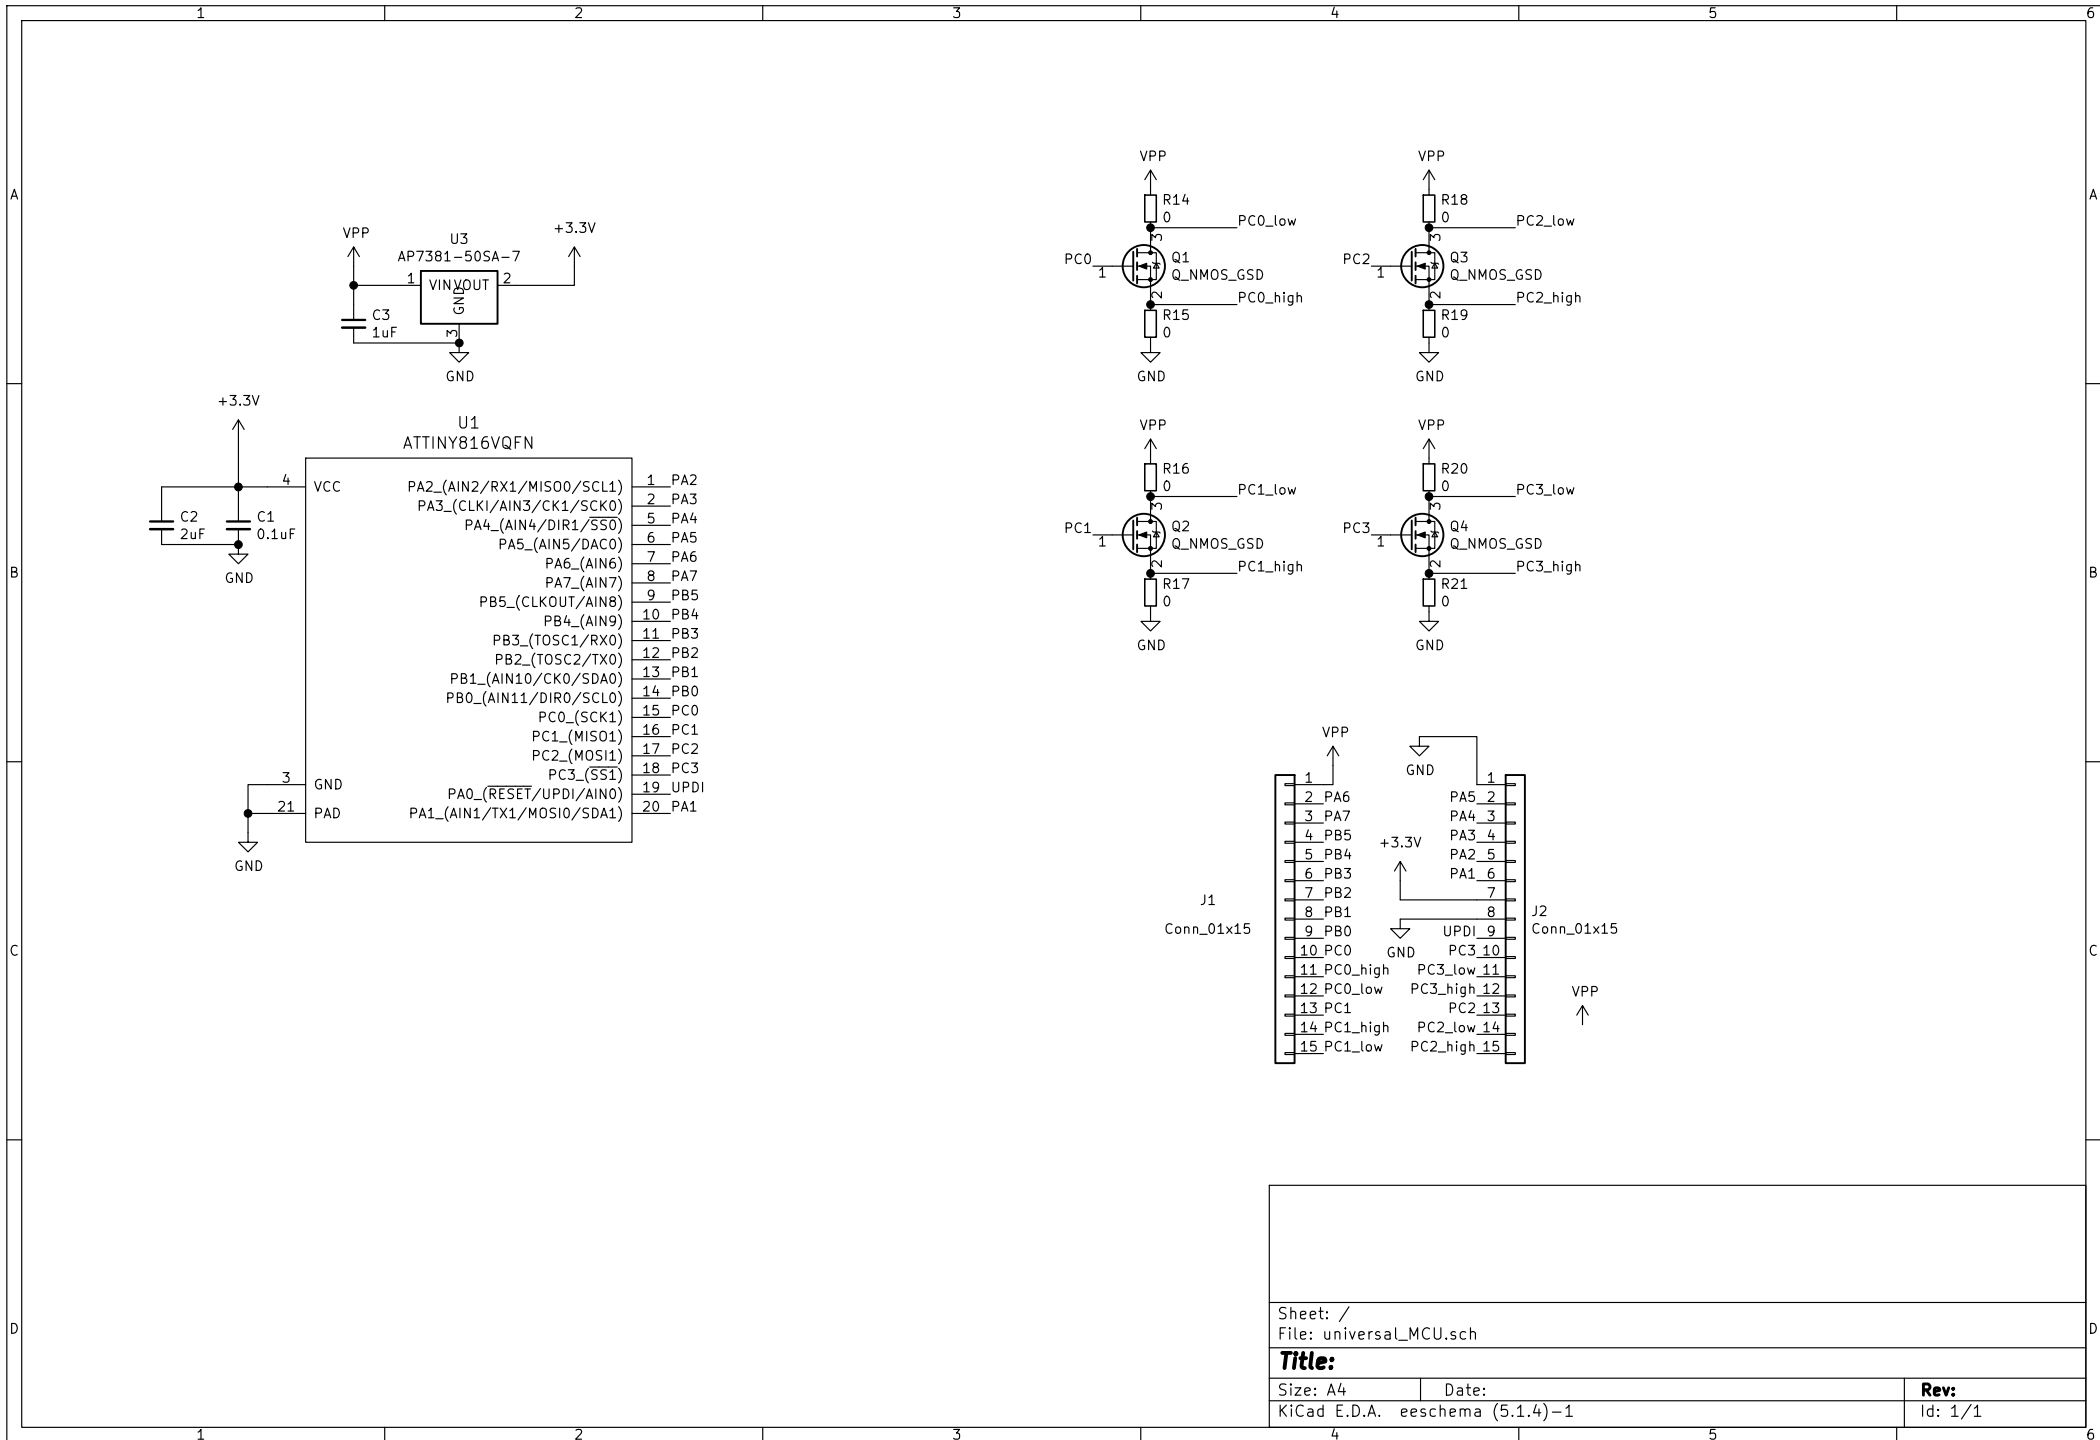 1 2 3 4 5 6
A
B
C
D
A
B
C
D
VPP
U3
AP7381-50SA-7
+3.3V
1 VIN VOUT 2
GND
3
C3
1uF
GND
+3.3V
U1
ATTINY816VQFN
4 VCC
C2
2uF
C1
0.1uF
GND
3 GND
21 PAD
GND
PA2_(AIN2/RX1/MISO0/SCL1) 1 PA2
PA3_(CLKI/AIN3/CK1/SCK0) 2 PA3
PA4_(AIN4/DIR1/SS0) 5 PA4
PA5_(AIN5/DAC0) 6 PA5
PA6_(AIN6) 7 PA6
PA7_(AIN7) 8 PA7
PB5_(CLKOUT/AIN8) 9 PB5
PB4_(AIN9) 10 PB4
PB3_(TOSC1/RX0) 11 PB3
PB2_(TOSC2/TX0) 12 PB2
PB1_(AIN10/CK0/SDA0) 13 PB1
PB0_(AIN11/DIR0/SCL0) 14 PB0
PC0_(SCK1) 15 PC0
PC1_(MISO1) 16 PC1
PC2_(MOSI1) 17 PC2
PC3_(SS1) 18 PC3
PA0_(RESET/UPDI/AIN0) 19 UPDI
PA1_(AIN1/TX1/MOSI0/SDA1) 20 PA1
VPP
R14
0
PC0_low
3
PC0
1
Q1
Q_NMOS_GSD
2
PC0_high
R15
0
GND
VPP
R18
0
PC2_low
3
PC2
1
Q3
Q_NMOS_GSD
2
PC2_high
R19
0
GND
VPP
R16
0
PC1_low
3
PC1
1
Q2
Q_NMOS_GSD
2
PC1_high
R17
0
GND
VPP
R20
0
PC3_low
3
PC3
1
Q4
Q_NMOS_GSD
2
PC3_high
R21
0
GND
VPP
J1
Conn_01x15
1
2 PA6
3 PA7
4 PB5
5 PB4
6 PB3
7 PB2
8 PB1
9 PB0
10 PC0
11 PC0_high
12 PC0_low
13 PC1
14 PC1_high
15 PC1_low
GND
1
PA5 2
PA4 3
PA3 4
PA2 5
PA1 6
+3.3V
7
8
GND
UPDI 9
PC3 10
PC3_low 11
PC3_high 12
PC2 13
PC2_low 14
PC2_high 15
J2
Conn_01x15
VPP
Sheet: /
File: universal_MCU.sch
Title:
Size: A4 Date: Rev:
KiCad E.D.A. eeschema (5.1.4)-1 Id: 1/1
1 2 3 4 5 6